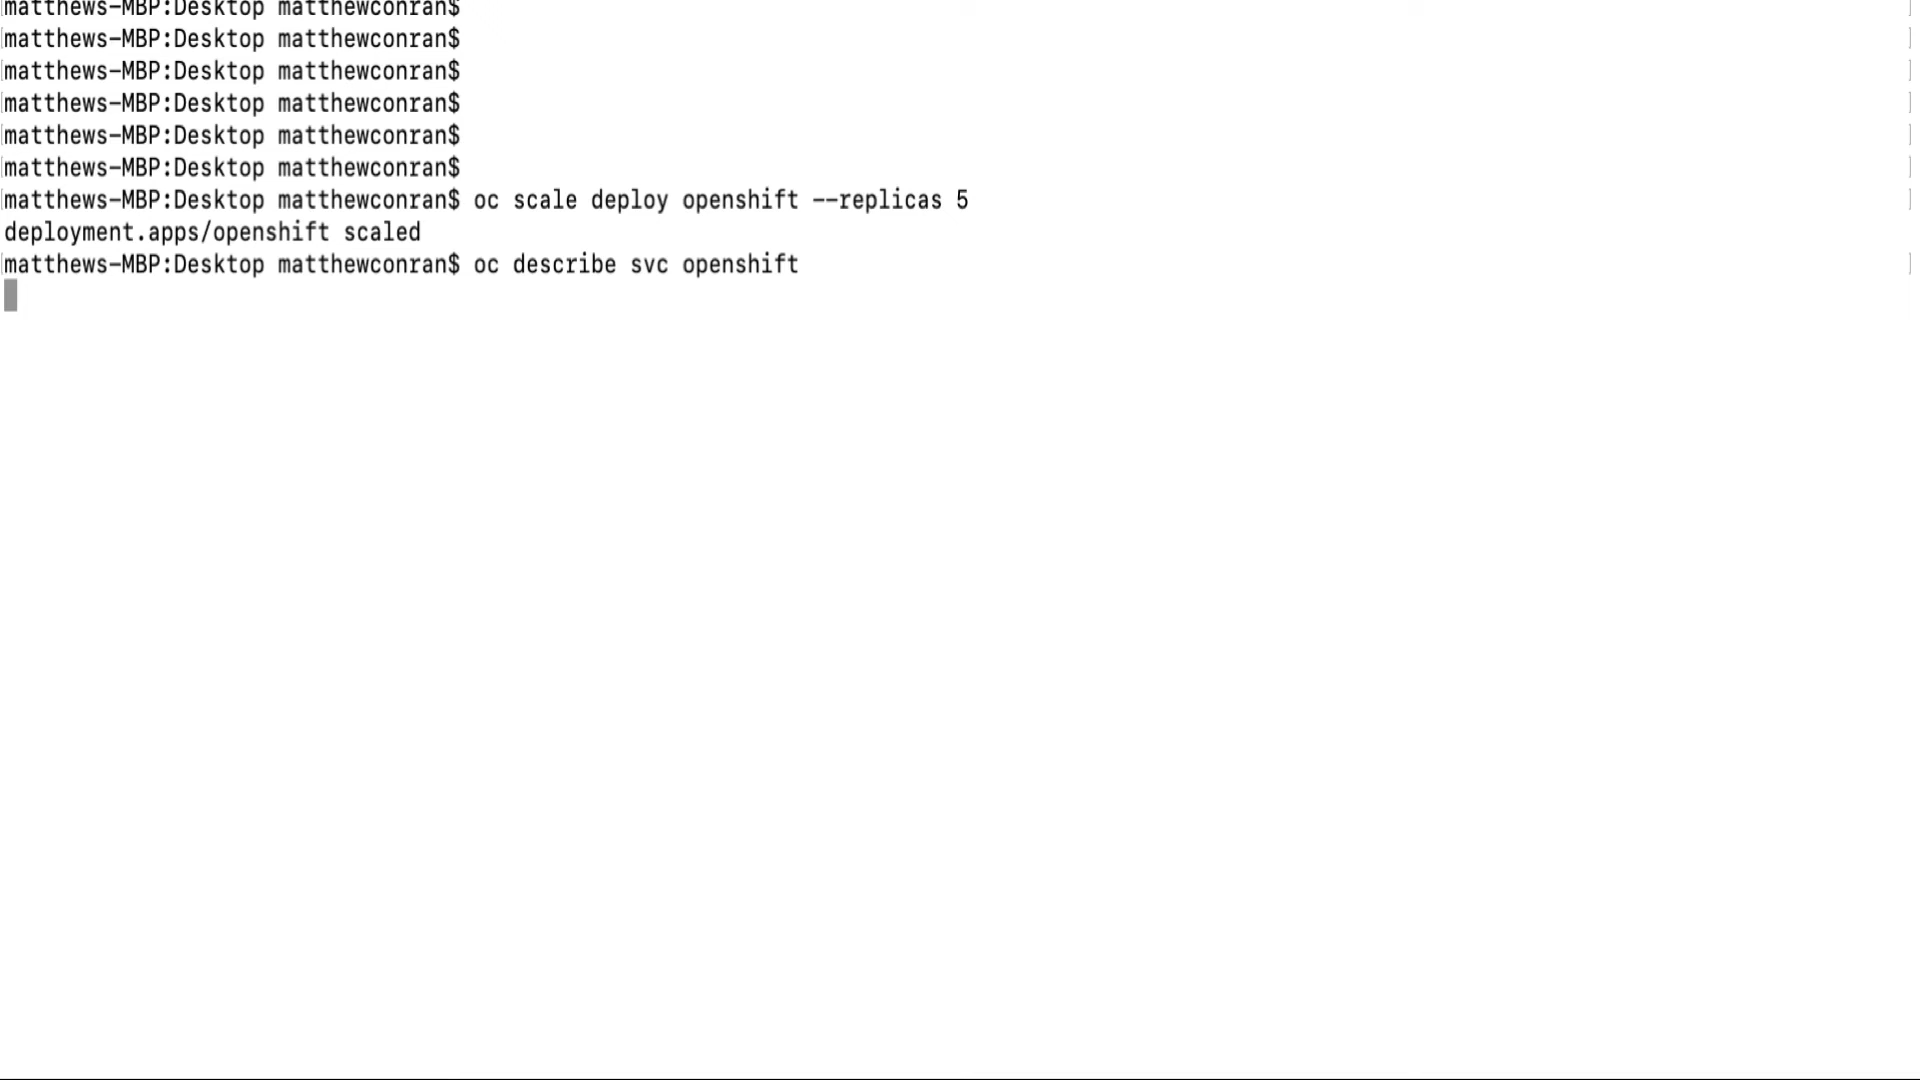 matthews-MBP:Desktop matthewconran$
matthews-MBP:Desktop matthewconran$
matthews-MBP:Desktop matthewconran$
matthews-MBP:Desktop matthewconran$
matthews-MBP:Desktop matthewconran$
matthews-MBP:Desktop matthewconran$
matthews-MBP:Desktop matthewconran$ oc scale deploy openshift --replicas 5
deployment.apps/openshift scaled
matthews-MBP:Desktop matthewconran$ oc describe svc openshift